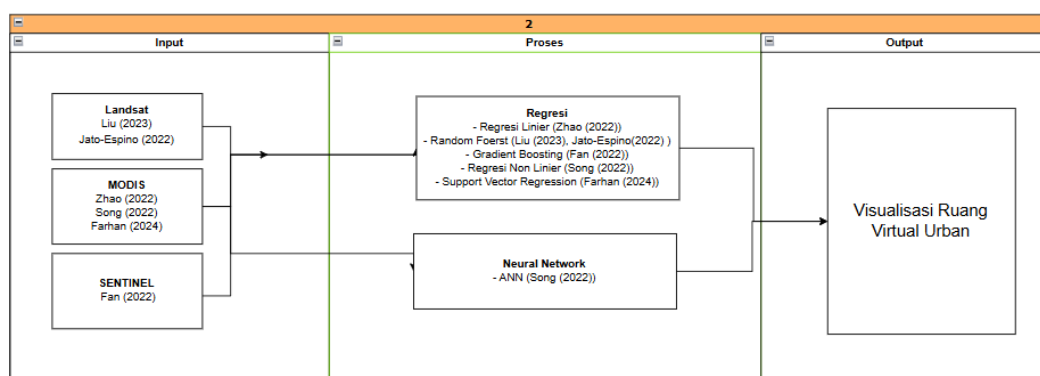 2
Input
Proses
Output
Landsat
Liu (2023)
Jato-Espino (2022)
MODIS
Zhao (2022)
Song (2022)
Farhan (2024)
SENTINEL
Fan (2022)
Regresi
- Regresi Linier (Zhao (2022))
- Random Foerst (Liu (2023), Jato-Espino(2022) )
- Gradient Boosting (Fan (2022))
- Regresi Non Linier (Song (2022))
- Support Vector Regression (Farhan (2024))
Neural Network
- ANN (Song (2022))
Visualisasi Ruang
Virtual Urban